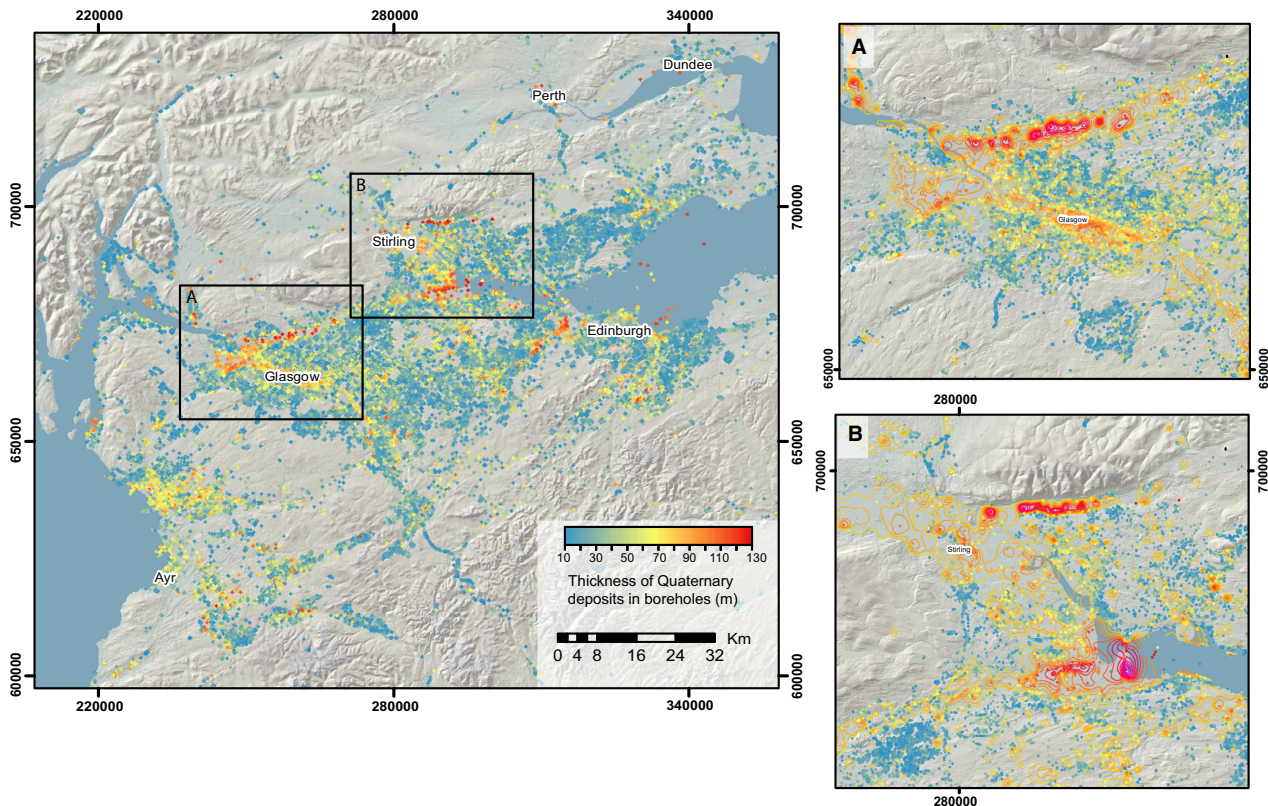 220000
280000
340000
700000
650000
600000
Dundee
Perth
B
Stirling
A
Edinburgh
Glasgow
Ayr
10 30 50 70 90 110 130
Thickness of Quaternary
deposits in boreholes (m)
Km
0 4 8 16 24 32
700000
650000
600000
220000
280000
340000
A
Glasgow
650000
650000
280000
B
700000
700000
Stirling
280000